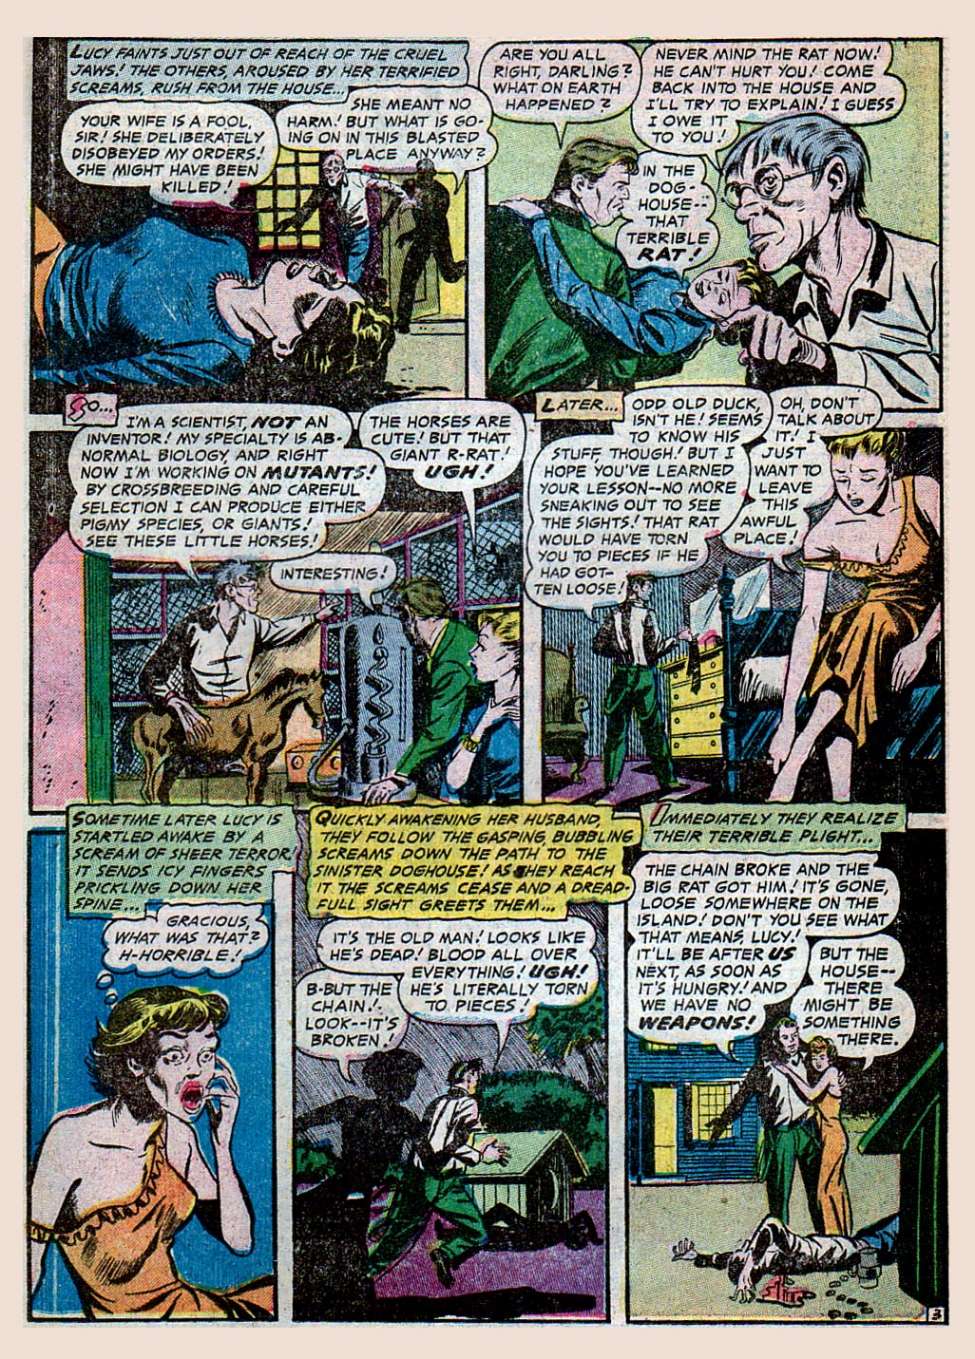 LUCY FAINTS JUST OUT OF REACH OF THE CRUEL
JAWS! THE OTHERS, AROUSED BY HER TERRIFIED
SCREAMS, RUSH FROM THE HOUSE...
YOUR WIFE IS A FOOL,
SIR! SHE DELIBERATELY
DISOBEYED MY ORDERS!
SHE MIGHT HAVE BEEN
KILLED!
SHE MEANT NO
HARM! BUT WHAT IS GO-
ING ON IN THIS BLASTED
PLACE ANYWAY?
ARE YOU ALL
RIGHT, DARLING?
WHAT ON EARTH
HAPPENED?
IN THE
DOG-
HOUSE--
THAT
TERRIBLE
RAT!
NEVER MIND THE RAT NOW!
HE CAN'T HURT YOU! COME
BACK INTO THE HOUSE AND
I'LL TRY TO EXPLAIN! I GUESS
I OWE IT
TO YOU!
SO...
I'M A SCIENTIST, NOT AN
INVENTOR! MY SPECIALTY IS AB-
NORMAL BIOLOGY, AND RIGHT
NOW I'M WORKING ON MUTANTS!
BY CROSSBREEDING AND CAREFUL
SELECTION I CAN PRODUCE EITHER
PIGMY SPECIES, OR GIANTS!
SEE THESE LITTLE HORSES!
THE HORSES ARE
CUTE! BUT THAT
GIANT R-RAT!
UGH!
INTERESTING!
LATER...
ODD OLD DUCK,
ISN'T HE! SEEMS
TO KNOW HIS
STUFF, THOUGH! BUT I
HOPE YOU'VE LEARNED
YOUR LESSON--NO MORE
SNEAKING OUT TO SEE
THE SIGHTS! THAT RAT
WOULD HAVE TORN
YOU TO PIECES IF HE
HAD GOT-
TEN LOOSE!
OH, DON'T
TALK ABOUT
IT! I
JUST
WANT TO
LEAVE
THIS
AWFUL
PLACE!
SOMETIME LATER LUCY IS
STARTLED AWAKE BY A
SCREAM OF SHEER TERROR.
IT SENDS ICY FINGERS
PRICKLING DOWN HER
SPINE...
GRACIOUS,
WHAT WAS THAT?
H-HORRIBLE!
QUICKLY AWAKENING HER HUSBAND,
THEY FOLLOW THE GASPING, BUBBLING
SCREAMS DOWN THE PATH TO THE
SINISTER DOGHOUSE! AS THEY REACH
IT THE SCREAMS CEASE AND A DREAD-
FULL SIGHT GREETS THEM...
IT'S THE OLD MAN! LOOKS LIKE
HE'S DEAD! BLOOD ALL OVER
EVERYTHING! UGH!
HE'S LITERALLY TORN
TO PIECES!
B-BUT THE
CHAIN!
LOOK--IT'S
BROKEN!
IMMEDIATELY THEY REALIZE
THEIR TERRIBLE PLIGHT...
THE CHAIN BROKE AND THE
BIG RAT GOT HIM! IT'S GONE,
LOOSE SOMEWHERE ON THE
ISLAND! DON'T YOU SEE WHAT
THAT MEANS, LUCY!
IT'LL BE AFTER US
NEXT, AS SOON AS
IT'S HUNGRY! AND
WE HAVE NO
WEAPONS!
BUT THE
HOUSE--
THERE
MIGHT BE
SOMETHING
THERE.
3